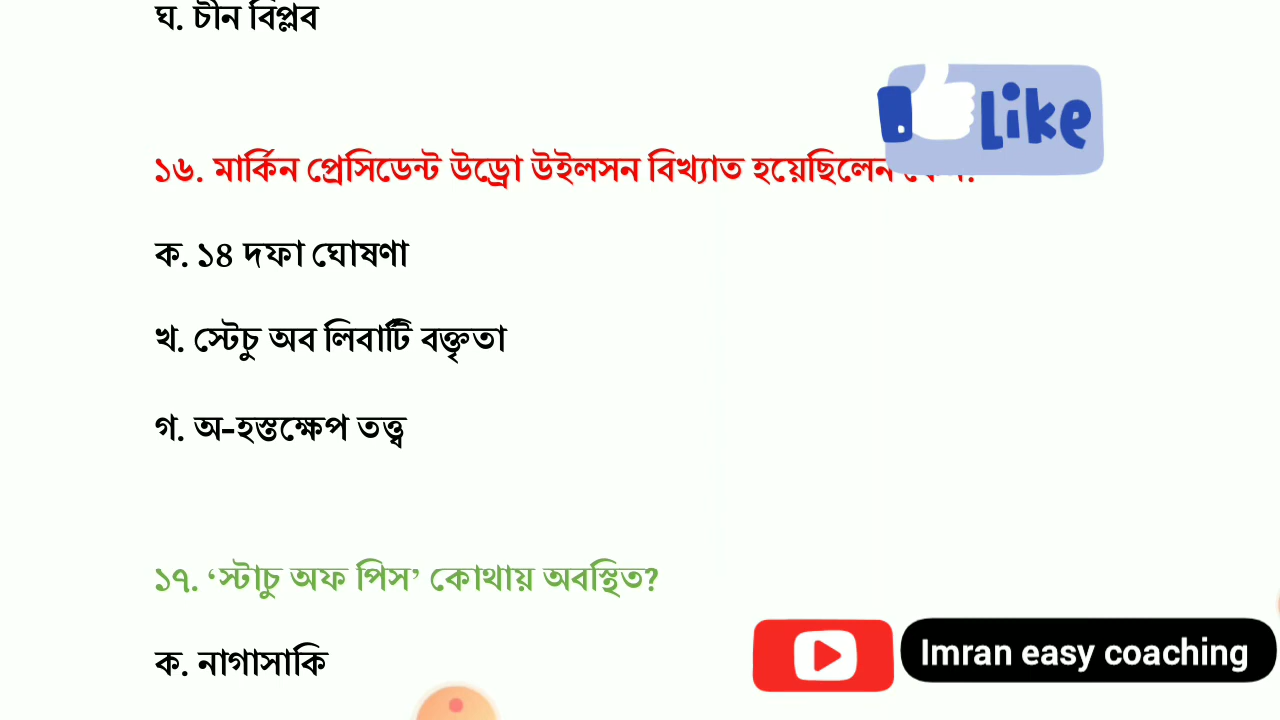 ঘ. চীন বিপ্লব
Like
১৬. মার্কিন প্রেসিডেন্ট উড্রো উইলসন বিখ্যাত হয়েছিলেন
ক. ১৪ দফা ঘোষণা
খ. স্টেচু অব লিবার্টি বক্তৃতা
গ. অ-হস্তক্ষেপ তত্ত্ব
১৭. ‘স্টাচু অফ পিস’ কোথায় অবস্থিত?
ক. নাগাসাকি
Imran easy coaching